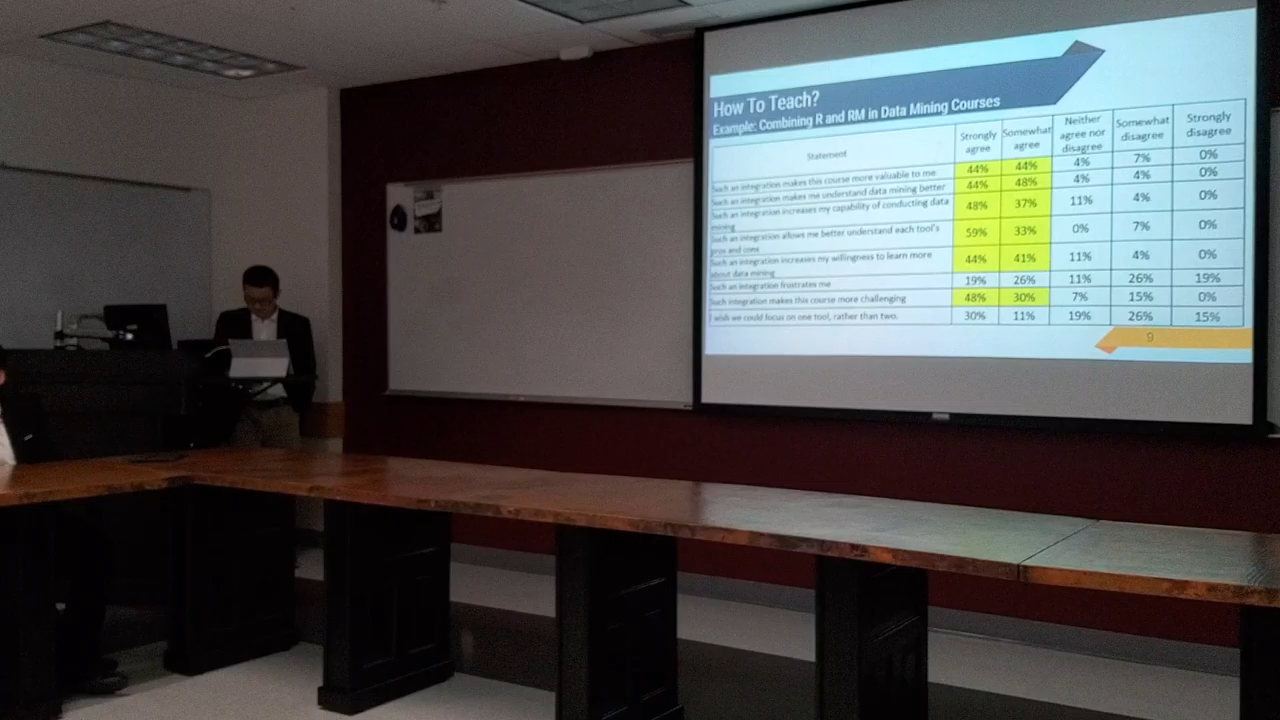 How To Teach?
Example: Combining R and RM in Data Mining Courses
Statement Strongly agree Somewhat agree Neither agree nor disagree Somewhat disagree Strongly disagree
Such an integration makes this course more valuable to me 44% 44% 4% 7% 0%
Such an integration makes me understand data mining better 44% 48% 4% 4% 0%
Such an integration increases my capability of conducting data mining 48% 37% 11% 4% 0%
Such an integration allows me better understand each tool's pros and cons 59% 33% 0% 7% 0%
Such an integration increases my willingness to learn more about data mining 44% 41% 11% 4% 0%
Such an integration frustrates me 19% 26% 11% 26% 19%
Such integration makes this course more challenging 48% 30% 7% 15% 0%
I wish we could focus on one tool, rather than two. 30% 11% 19% 26% 15%
9